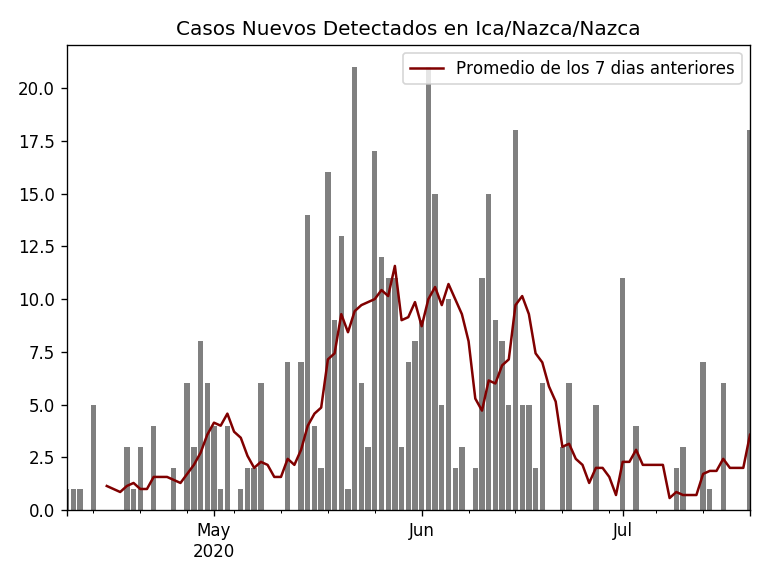 Casos Nuevos Detectados en Ica/Nazca/Nazca
Promedio de los 7 dias anteriores
20.0
17.5
15.0
12.5
10.0
7.5
5.0
2.5
0.0
May
2020
Jun
Jul